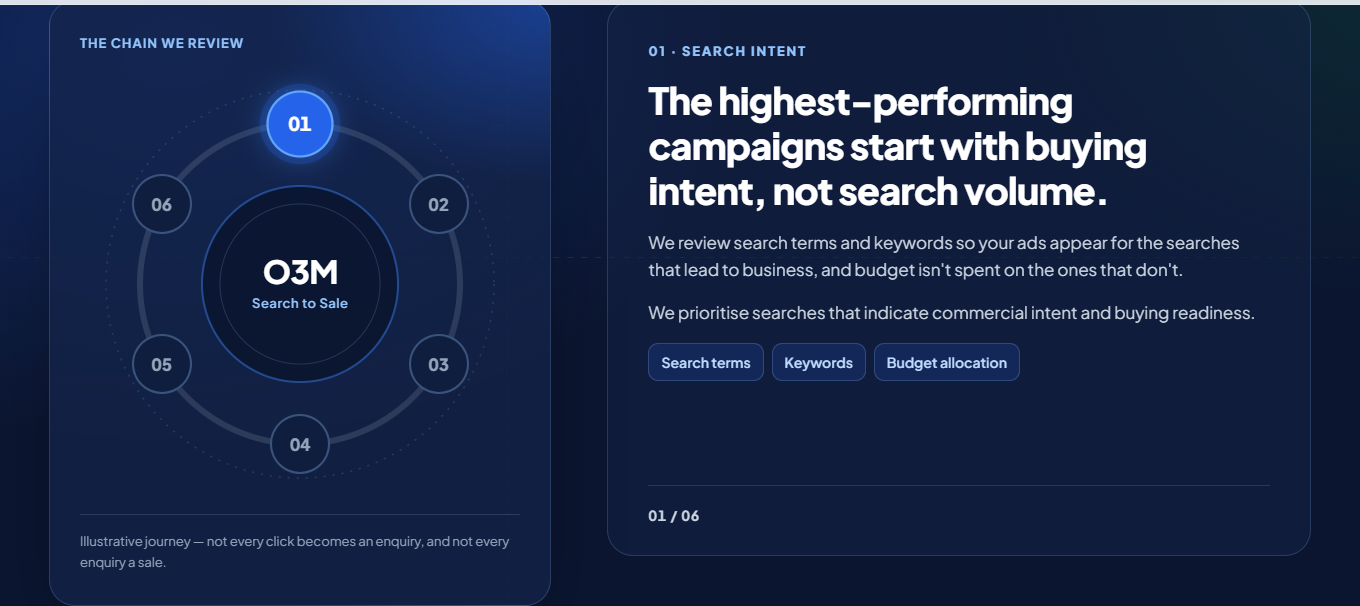 THE CHAIN WE REVIEW
01
02
03
04
05
06
O3M
Search to Sale
Illustrative journey — not every click becomes an enquiry, and not every
enquiry a sale.
01 · SEARCH INTENT
The highest-performing
campaigns start with buying
intent, not search volume.
We review search terms and keywords so your ads appear for the searches
that lead to business, and budget isn't spent on the ones that don't.
We prioritise searches that indicate commercial intent and buying readiness.
Search terms
Keywords
Budget allocation
01 / 06